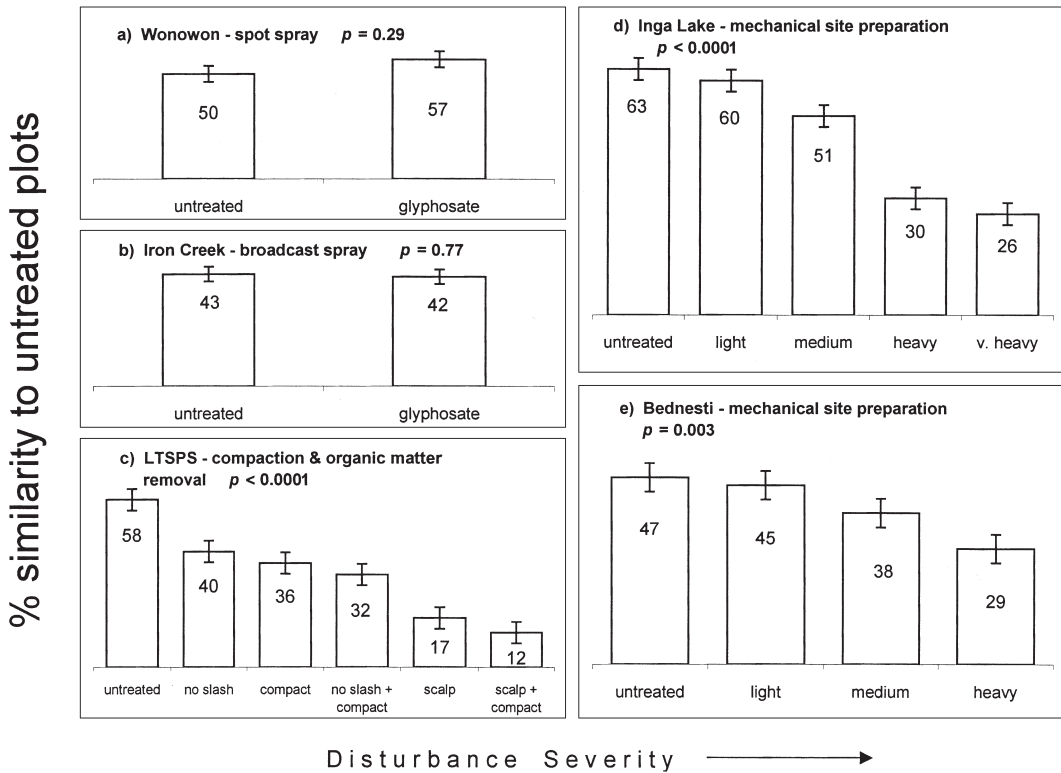 % similarity to untreated plots
a) Wonowon - spot spray p = 0.29
50
57
untreated
glyphosate
b) Iron Creek - broadcast spray p = 0.77
43
42
untreated
glyphosate
c) LTSPS - compaction & organic matter
removal p < 0.0001
58
40
36
32
17
12
untreated
no slash
compact
no slash +
compact
scalp
scalp +
compact
d) Inga Lake - mechanical site preparation
p < 0.0001
63
60
51
30
26
untreated
light
medium
heavy
v. heavy
e) Bednesti - mechanical site preparation
p = 0.003
47
45
38
29
untreated
light
medium
heavy
Disturbance Severity